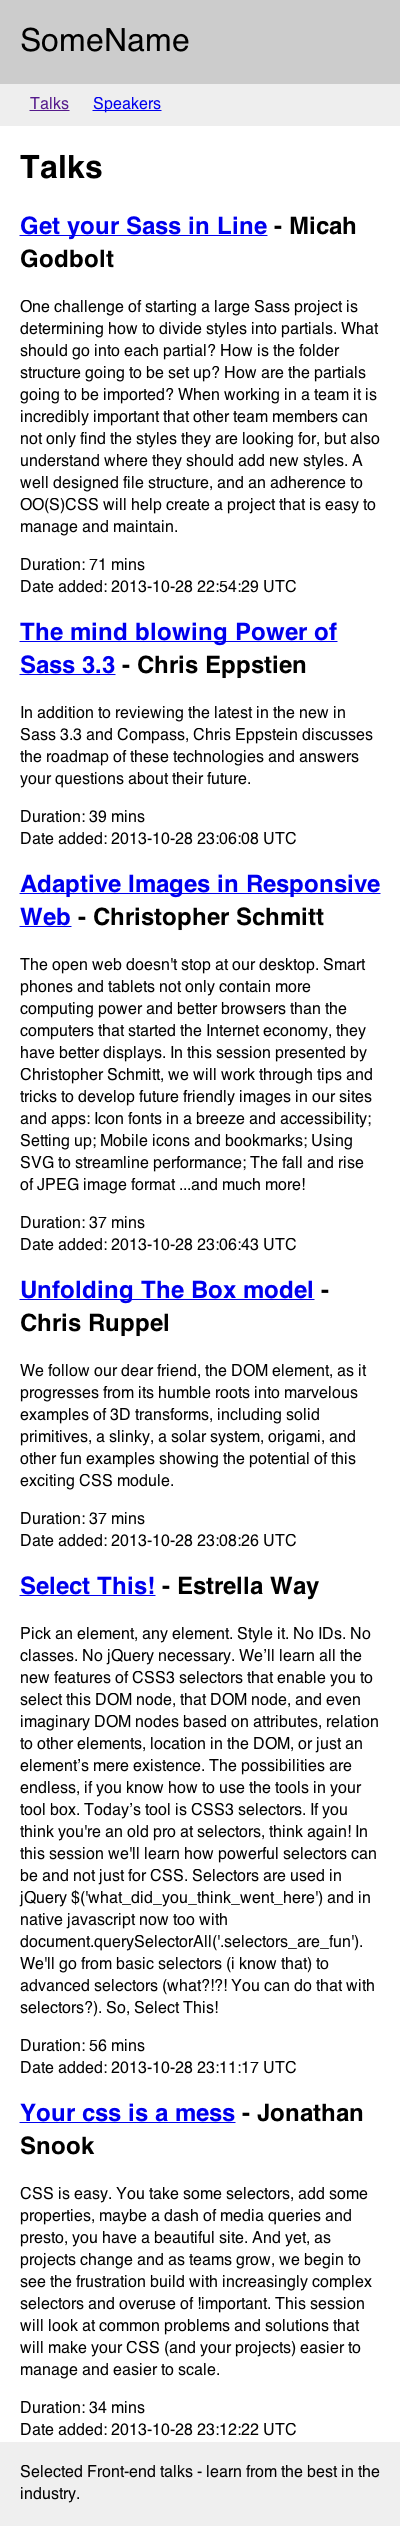 SomeName
Talks Speakers
Talks
Get your Sass in Line - Micah
Godbolt
One challenge of starting a large Sass project is
determining how to divide styles into partials. What
should go into each partial? How is the folder
structure going to be set up? How are the partials
going to be imported? When working in a team it is
incredibly important that other team members can
not only find the styles they are looking for, but also
understand where they should add new styles. A
well designed file structure, and an adherence to
OO(S)CSS will help create a project that is easy to
manage and maintain.
Duration: 71 mins
Date added: 2013-10-28 22:54:29 UTC
The mind blowing Power of
Sass 3.3 - Chris Eppstien
In addition to reviewing the latest in the new in
Sass 3.3 and Compass, Chris Eppstein discusses
the roadmap of these technologies and answers
your questions about their future.
Duration: 39 mins
Date added: 2013-10-28 23:06:08 UTC
Adaptive Images in Responsive
Web - Christopher Schmitt
The open web doesn't stop at our desktop. Smart
phones and tablets not only contain more
computing power and better browsers than the
computers that started the Internet economy, they
have better displays. In this session presented by
Christopher Schmitt, we will work through tips and
tricks to develop future friendly images in our sites
and apps: Icon fonts in a breeze and accessibility;
Setting up; Mobile icons and bookmarks; Using
SVG to streamline performance; The fall and rise
of JPEG image format ...and much more!
Duration: 37 mins
Date added: 2013-10-28 23:06:43 UTC
Unfolding The Box model -
Chris Ruppel
We follow our dear friend, the DOM element, as it
progresses from its humble roots into marvelous
examples of 3D transforms, including solid
primitives, a slinky, a solar system, origami, and
other fun examples showing the potential of this
exciting CSS module.
Duration: 37 mins
Date added: 2013-10-28 23:08:26 UTC
Select This! - Estrella Way
Pick an element, any element. Style it. No IDs. No
classes. No jQuery necessary. We’ll learn all the
new features of CSS3 selectors that enable you to
select this DOM node, that DOM node, and even
imaginary DOM nodes based on attributes, relation
to other elements, location in the DOM, or just an
element’s mere existence. The possibilities are
endless, if you know how to use the tools in your
tool box. Today’s tool is CSS3 selectors. If you
think you're an old pro at selectors, think again! In
this session we'll learn how powerful selectors can
be and not just for CSS. Selectors are used in
jQuery $('what_did_you_think_went_here') and in
native javascript now too with
document.querySelectorAll('.selectors_are_fun').
We'll go from basic selectors (i know that) to
advanced selectors (what?!?! You can do that with
selectors?). So, Select This!
Duration: 56 mins
Date added: 2013-10-28 23:11:17 UTC
Your css is a mess - Jonathan
Snook
CSS is easy. You take some selectors, add some
properties, maybe a dash of media queries and
presto, you have a beautiful site. And yet, as
projects change and as teams grow, we begin to
see the frustration build with increasingly complex
selectors and overuse of !important. This session
will look at common problems and solutions that
will make your CSS (and your projects) easier to
manage and easier to scale.
Duration: 34 mins
Date added: 2013-10-28 23:12:22 UTC
Selected Front-end talks - learn from the best in the
industry.